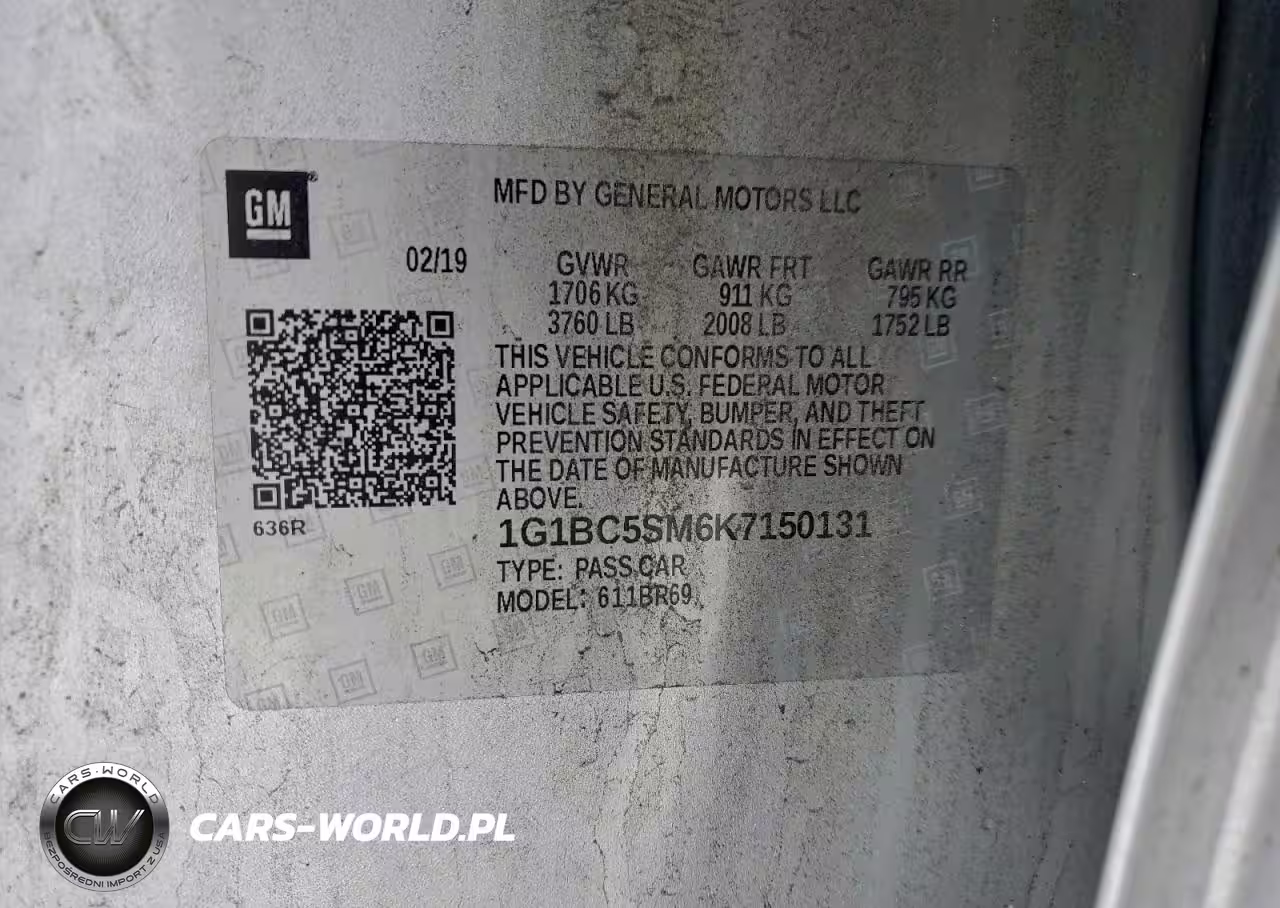 GM
MFD BY GENERAL MOTORS LLC
02/19
GVWR GAWR FRT GAWR RR
1706 KG 911 KG 795 KG
3760 LB 2008 LB 1752 LB
THIS VEHICLE CONFORMS TO ALL
APPLICABLE U.S. FEDERAL MOTOR
VEHICLE SAFETY, BUMPER, AND THEFT
PREVENTION STANDARDS IN EFFECT ON
THE DATE OF MANUFACTURE SHOWN
ABOVE.
636R
1G1BC5SM6K7150131
TYPE: PASS CAR
MODEL: 611BR69
CARS-WORLD
CW
BEZPOŚREDNI IMPORT Z USA
CARS-WORLD.PL